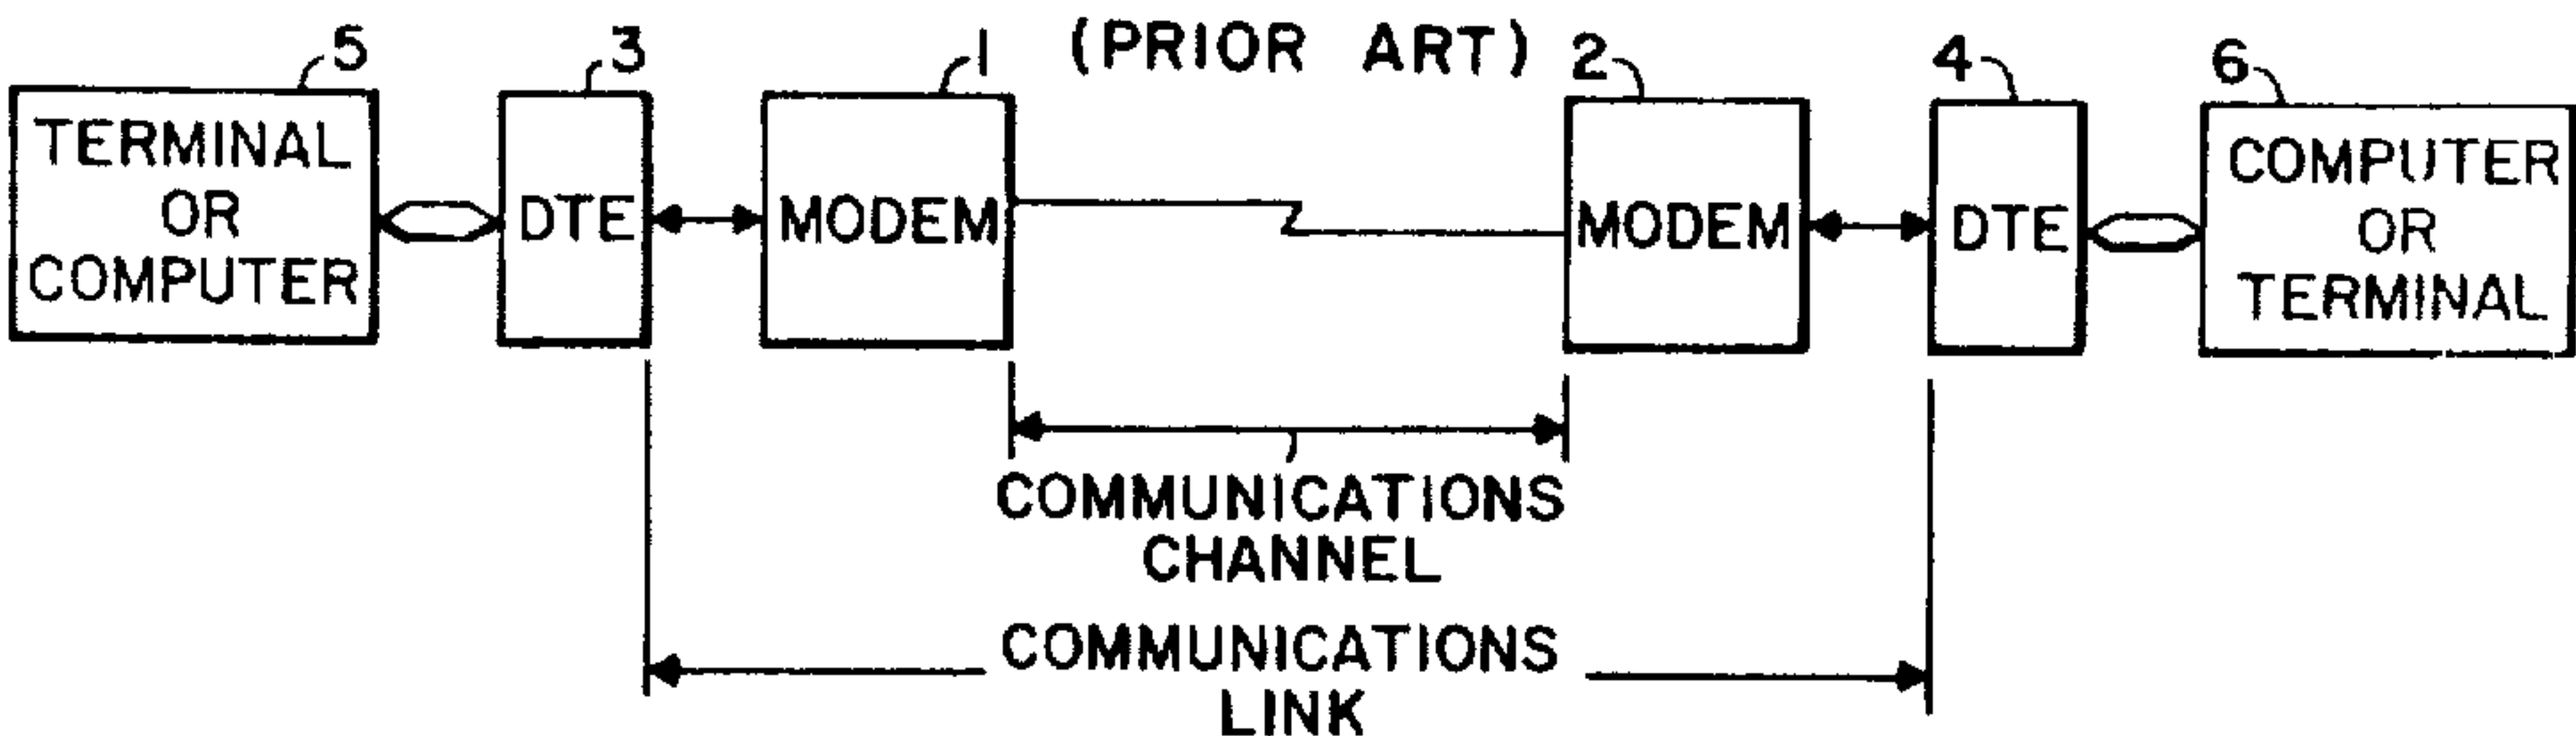 5
3
1
(PRIOR ART)
2
4
6
TERMINAL
OR
COMPUTER
DTE
MODEM
MODEM
DTE
COMPUTER
OR
TERMINAL
COMMUNICATIONS
CHANNEL
COMMUNICATIONS
LINK